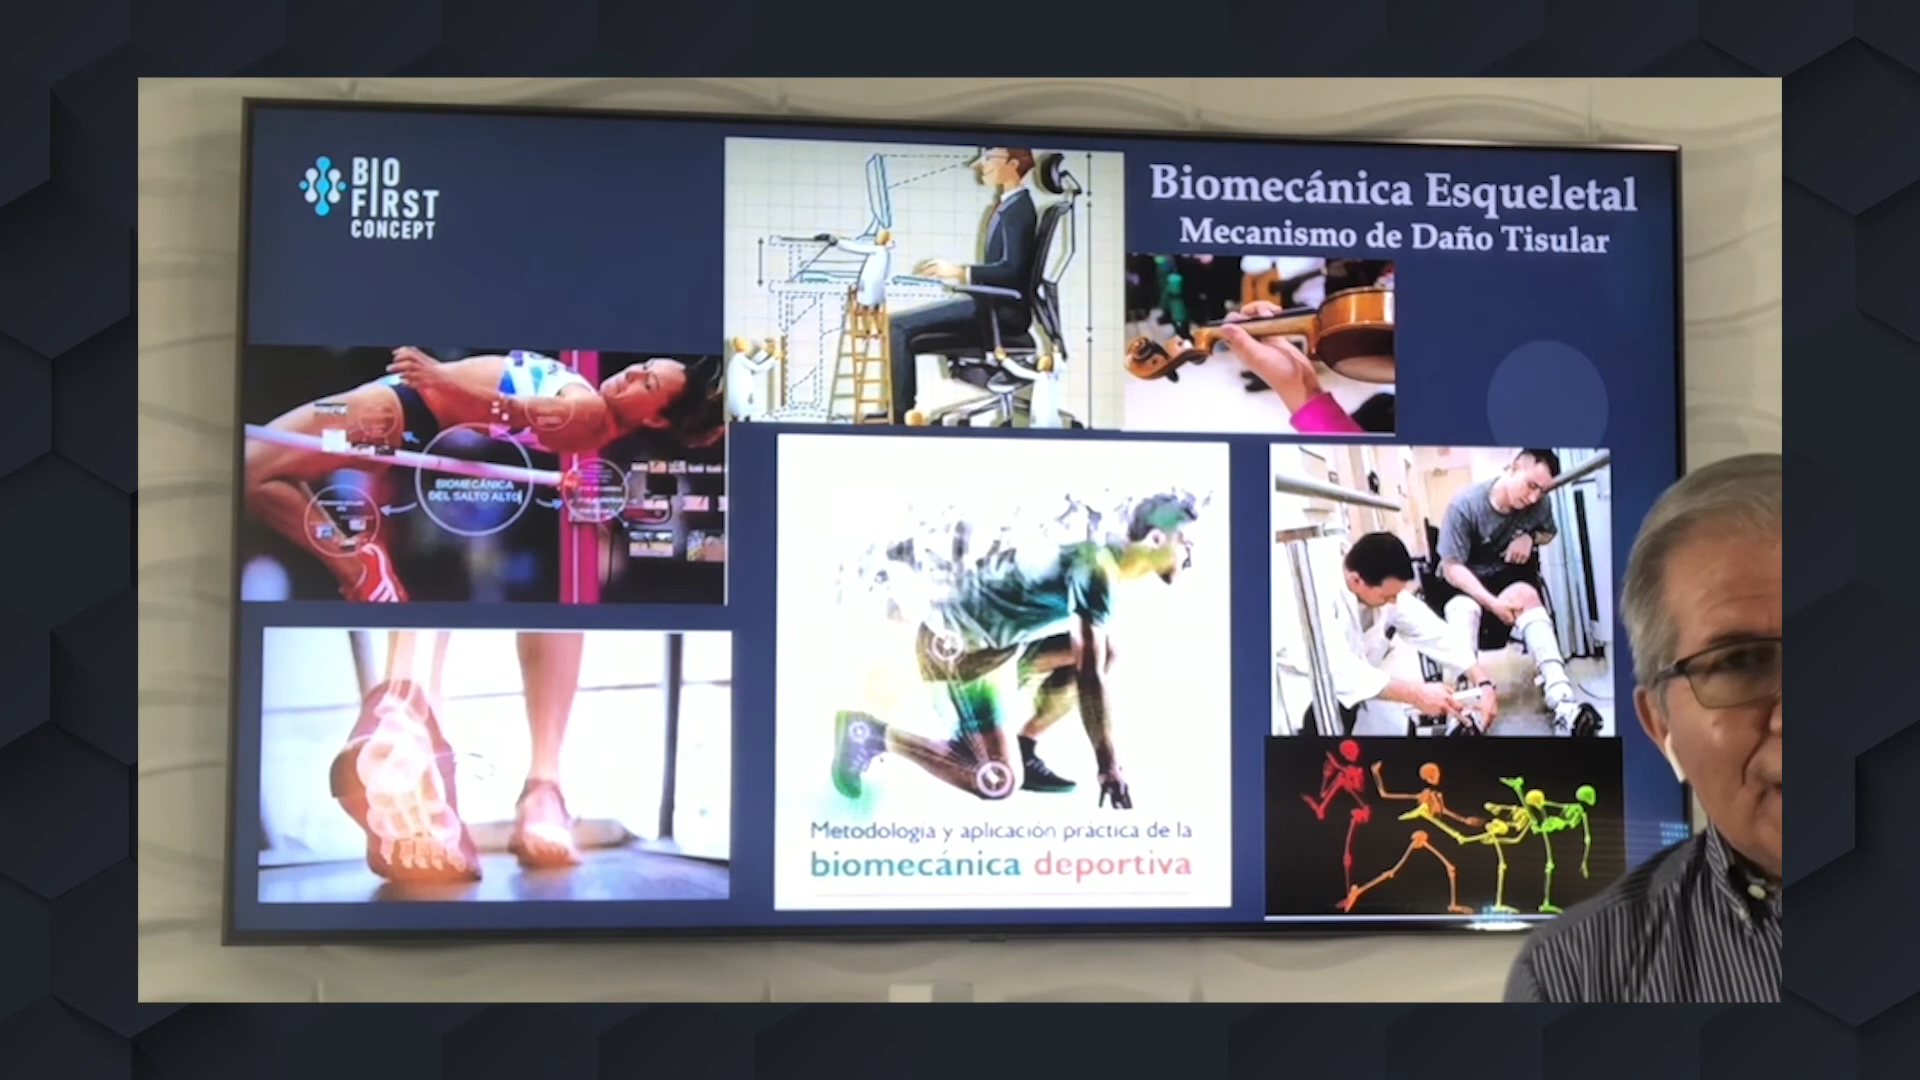 BIO
FIRST
CONCEPT
Biomecánica Esqueletal
Mecanismo de Daño Tisular
BIOMECÁNICA
DEL SALTO ALTO
Metodología y aplicación práctica de la
biomecánica deportiva